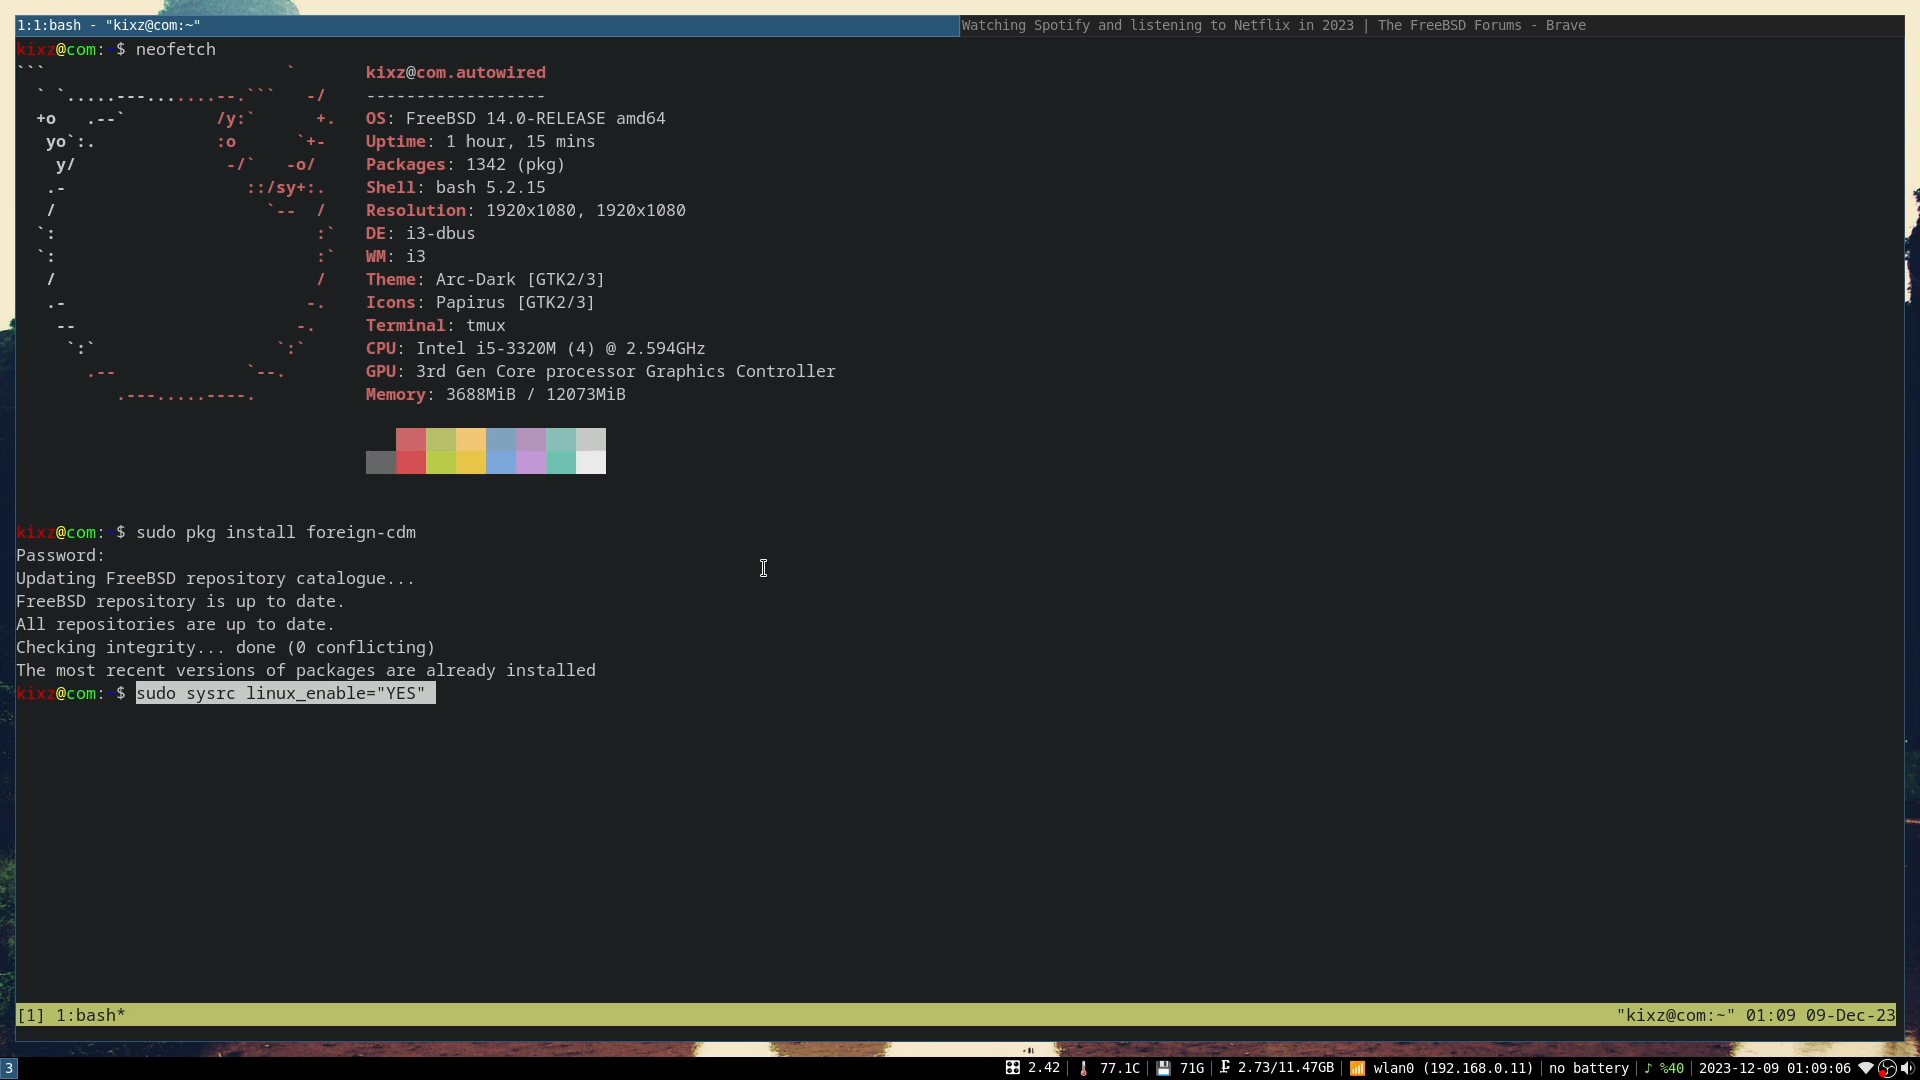 1:1:bash - "kixz@com:~"
Watching Spotify and listening to Netflix in 2023 | The FreeBSD Forums - Brave
kixz@com:~$ neofetch
```                        `       kixz@com.autowired
  ` `.....---.......--.```   -/    ------------------
  +o   .--`         /y:`      +.   OS: FreeBSD 14.0-RELEASE amd64
   yo`:.            :o      `+-    Uptime: 1 hour, 15 mins
    y/               -/`   -o/     Packages: 1342 (pkg)
   .-                  ::/sy+:.    Shell: bash 5.2.15
   /                     `--  /    Resolution: 1920x1080, 1920x1080
  `:                          :`   DE: i3-dbus
  `:                          :`   WM: i3
   /                          /    Theme: Arc-Dark [GTK2/3]
   .-                        -.    Icons: Papirus [GTK2/3]
    --                      -.     Terminal: tmux
     `:`                  `:`      CPU: Intel i5-3320M (4) @ 2.594GHz
       .--             `--.        GPU: 3rd Gen Core processor Graphics Controller
          .---.....----.           Memory: 3688MiB / 12073MiB
kixz@com:~$ sudo pkg install foreign-cdm
Password:
Updating FreeBSD repository catalogue...
FreeBSD repository is up to date.
All repositories are up to date.
Checking integrity... done (0 conflicting)
The most recent versions of packages are already installed
kixz@com:~$ sudo sysrc linux_enable="YES"
[1] 1:bash*
"kixz@com:~" 01:09 09-Dec-23
3
2.42 | 77.1C | 71G | 2.73/11.47GB | wlan0 (192.168.0.11) | no battery | ♪ %40 | 2023-12-09 01:09:06